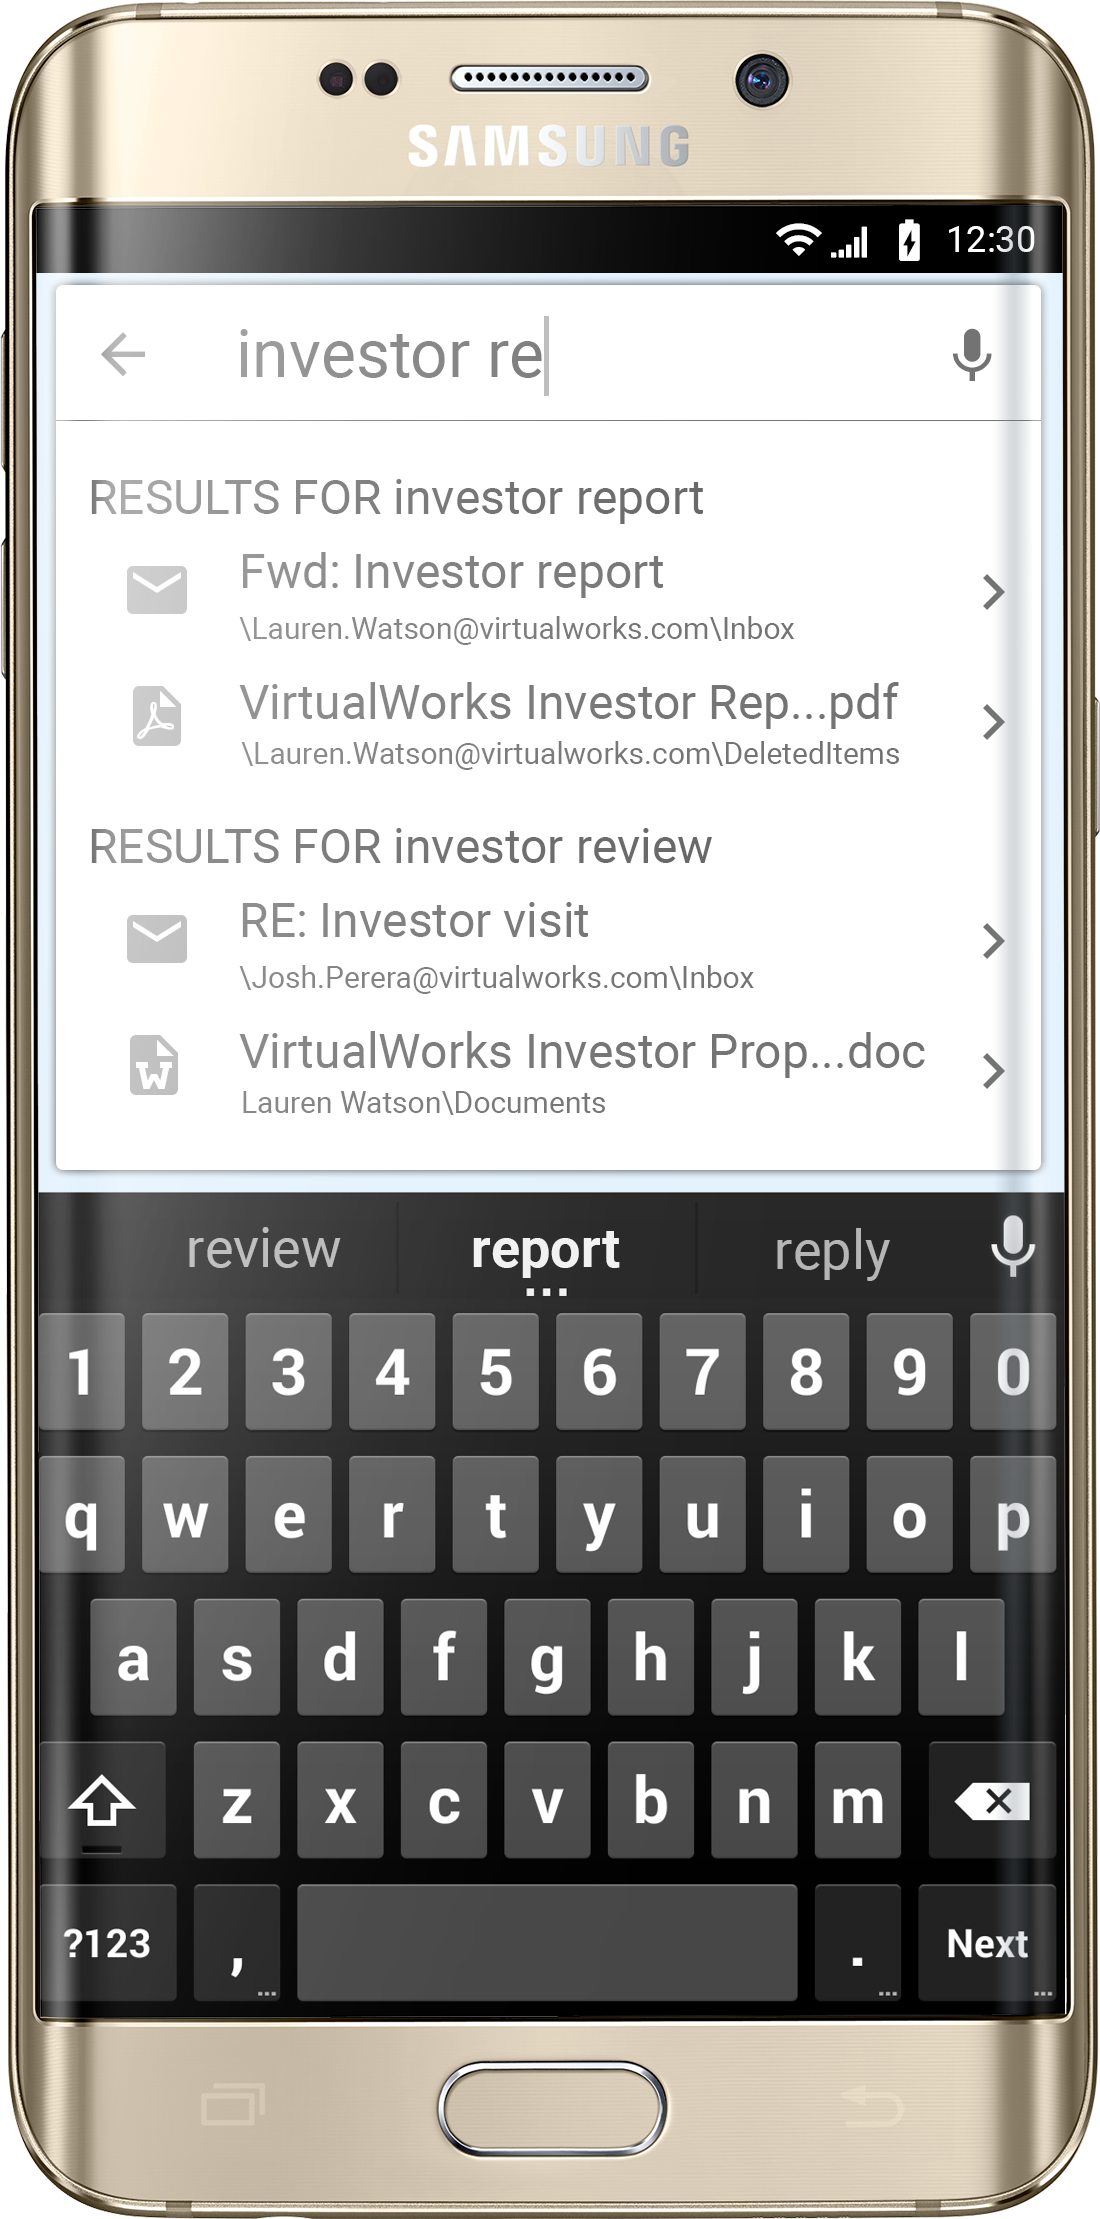 SAMSUNG
12:30
investor re
RESULTS FOR investor report
Fwd: Investor report
\Lauren.Watson@virtualworks.com\Inbox
VirtualWorks Investor Rep...pdf
\Lauren.Watson@virtualworks.com\DeletedItems
RESULTS FOR investor review
RE: Investor visit
\Josh.Perera@virtualworks.com\Inbox
VirtualWorks Investor Prop...doc
Lauren Watson\Documents
review report reply
...
1 2 3 4 5 6 7 8 9 0
q w e r t y u i o p
a s d f g h j k l
z x c v b n m
?123 , ... . ... Next ...